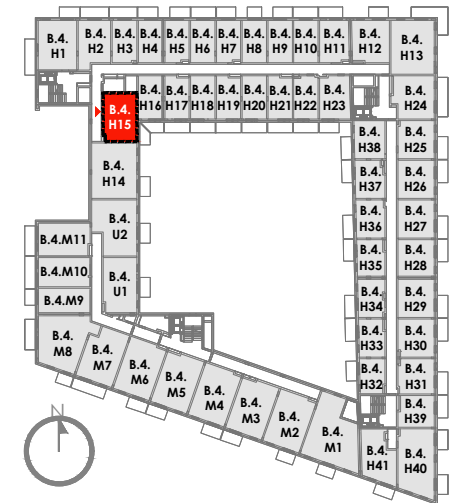 B.4.
H1
B.4.
H2
B.4.
H3
B.4.
H4
B.4.
H5
B.4.
H6
B.4.
H7
B.4.
H8
B.4.
H9
B.4.
H10
B.4.
H11
B.4.
H12
B.4.
H13
B.4.
H15
B.4.
H16
B.4.
H17
B.4.
H18
B.4.
H19
B.4.
H20
B.4.
H21
B.4.
H22
B.4.
H23
B.4.
H24
B.4.
H38
B.4.
H25
B.4.
H14
B.4.
H37
B.4.
H26
B.4.
U2
B.4.
H36
B.4.
H27
B.4.M11
B.4.
H35
B.4.
H28
B.4.M10
B.4.
U1
B.4.
H34
B.4.
H29
B.4.M9
B.4.
H33
B.4.
H30
B.4.
M8
B.4.
M7
B.4.
M6
B.4.
M5
B.4.
M4
B.4.
M3
B.4.
M2
B.4.
M1
B.4.
H32
B.4.
H31
B.4.
H39
B.4.
H41
B.4.
H40
N